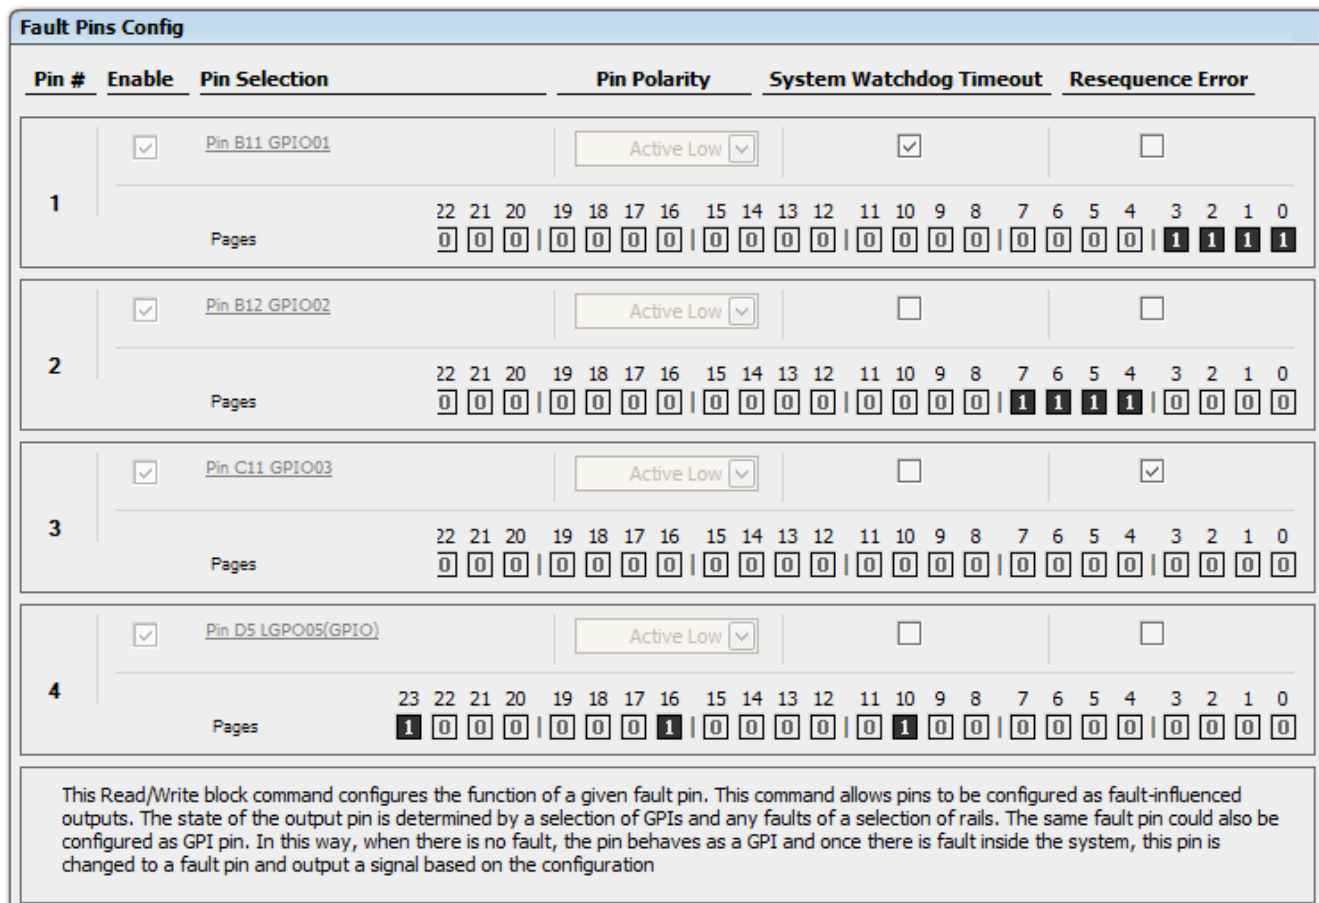 Fault Pins Config
Pin # Enable Pin Selection Pin Polarity System Watchdog Timeout Resequence Error
Pin B11 GPIO01 Active Low
1
22 21 20 19 18 17 16 15 14 13 12 11 10 9 8 7 6 5 4 3 2 1 0
Pages 0 0 0 | 0 0 0 0 | 0 0 0 0 | 0 0 0 0 | 0 0 0 0 | 1 1 1 1
Pin B12 GPIO02 Active Low
2
22 21 20 19 18 17 16 15 14 13 12 11 10 9 8 7 6 5 4 3 2 1 0
Pages 0 0 0 | 0 0 0 0 | 0 0 0 0 | 0 0 0 0 | 1 1 1 1 | 0 0 0 0
Pin C11 GPIO03 Active Low
3
22 21 20 19 18 17 16 15 14 13 12 11 10 9 8 7 6 5 4 3 2 1 0
Pages 0 0 0 | 0 0 0 0 | 0 0 0 0 | 0 0 0 0 | 0 0 0 0 | 0 0 0 0
Pin D5 LGPO05(GPIO) Active Low
4
23 22 21 20 19 18 17 16 15 14 13 12 11 10 9 8 7 6 5 4 3 2 1 0
Pages 1 0 0 0 | 0 0 0 1 | 0 0 0 0 | 0 1 0 0 | 0 0 0 0 | 0 0 0 0
This Read/Write block command configures the function of a given fault pin. This command allows pins to be configured as fault-influenced
outputs. The state of the output pin is determined by a selection of GPIs and any faults of a selection of rails. The same fault pin could also be
configured as GPI pin. In this way, when there is no fault, the pin behaves as a GPI and once there is fault inside the system, this pin is
changed to a fault pin and output a signal based on the configuration